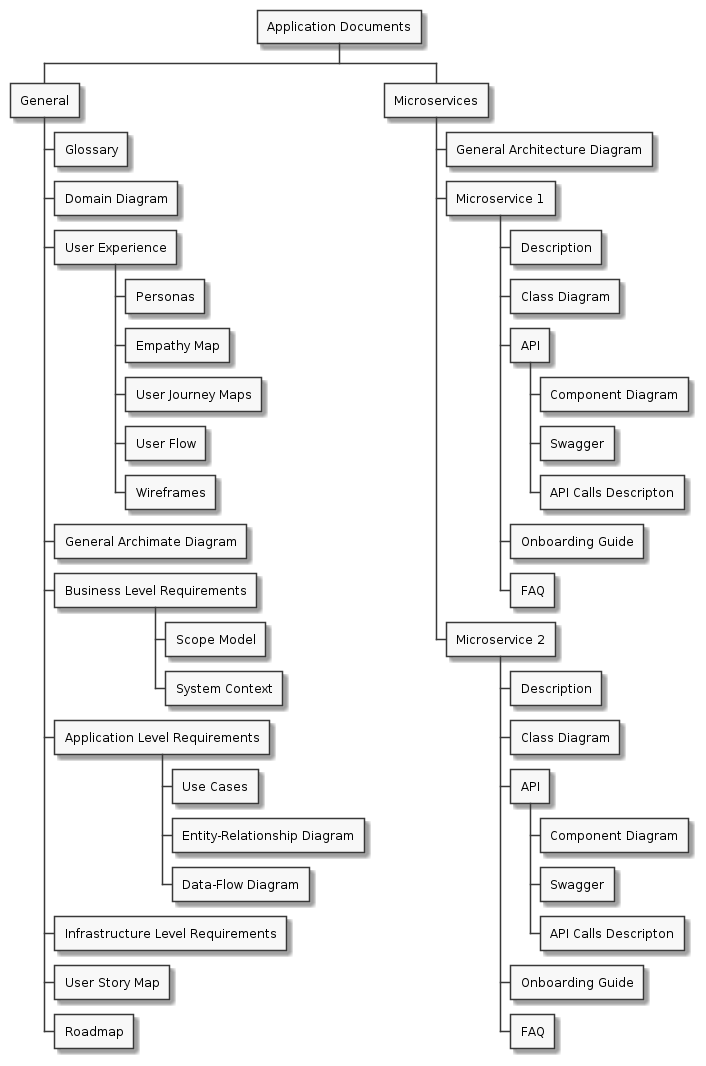 Application Documents
General
Glossary
Domain Diagram
User Experience
Personas
Empathy Map
User Journey Maps
User Flow
Wireframes
General Archimate Diagram
Business Level Requirements
Scope Model
System Context
Application Level Requirements
Use Cases
Entity-Relationship Diagram
Data-Flow Diagram
Infrastructure Level Requirements
User Story Map
Roadmap
Microservices
General Architecture Diagram
Microservice 1
Description
Class Diagram
API
Component Diagram
Swagger
API Calls Descripton
Onboarding Guide
FAQ
Microservice 2
Description
Class Diagram
API
Component Diagram
Swagger
API Calls Descripton
Onboarding Guide
FAQ